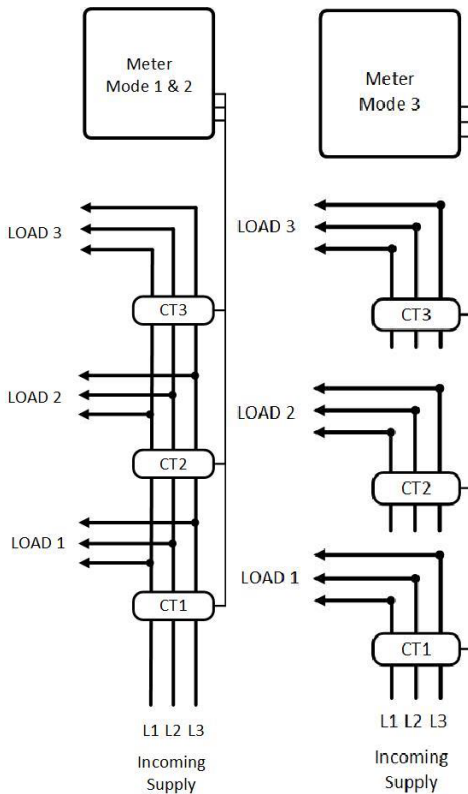 Meter
Mode 1 & 2
LOAD 3
CT3
LOAD 2
CT2
LOAD 1
CT1
L1 L2 L3
Incoming
Supply
Meter
Mode 3
LOAD 3
CT3
LOAD 2
CT2
LOAD 1
CT1
L1 L2 L3
Incoming
Supply